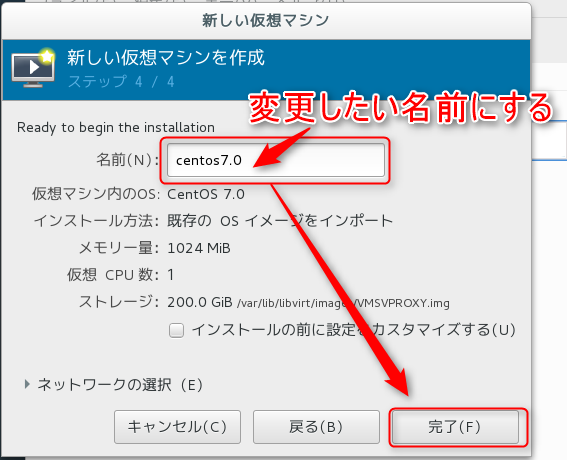 新しい仮想マシン
新しい仮想マシンを作成
ステップ 4 / 4
変更したい名前にする
Ready to begin the installation
名前(N): centos7.0
仮想マシン内のOS: CentOS 7.0
インストール方法: 既存の OS イメージをインポート
メモリー量: 1024 MiB
仮想 CPU 数: 1
ストレージ: 200.0 GiB /var/lib/libvirt/image /VMSVPROXY.img
インストールの前に設定をカスタマイズする(U)
ネットワークの選択 (E)
キャンセル(C) 戻る(B) 完了(F)